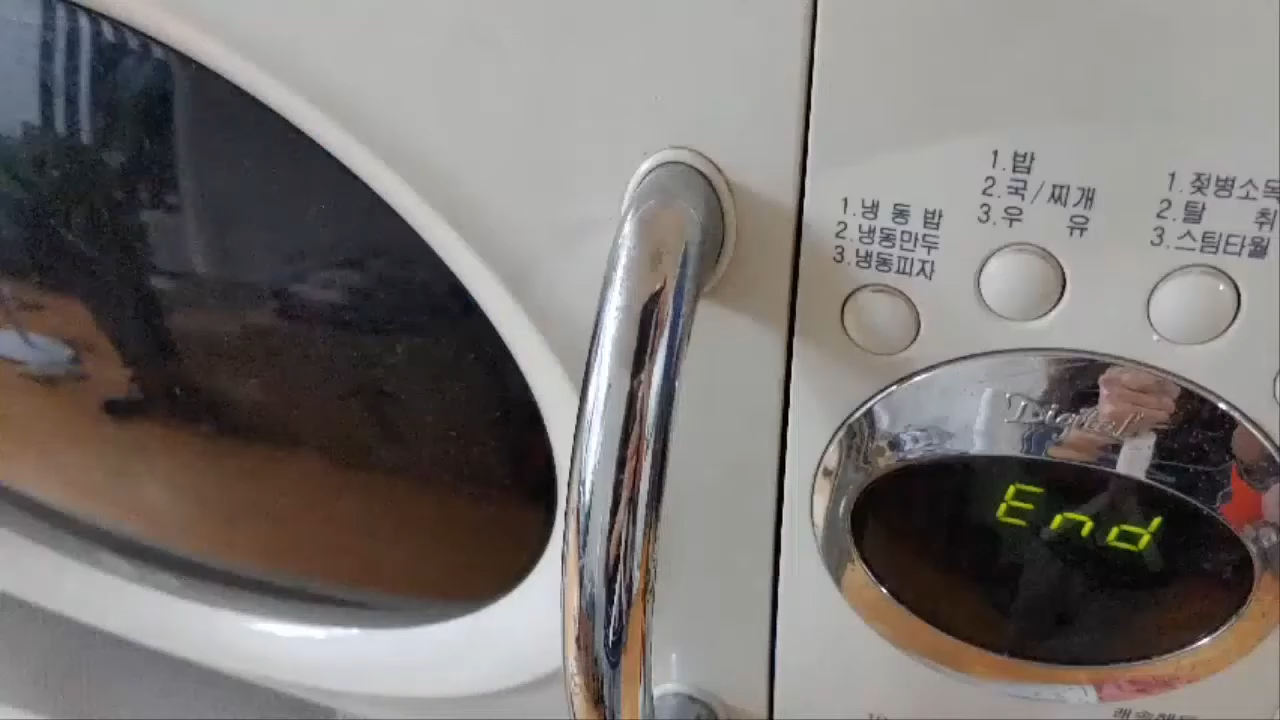 1.냉 동 밥
2.냉동만두
3.냉동피자
1.밥
2.국/찌개
3.우 유
1.젖병소독
2.탈 취
3.스팀타월
Digital
End